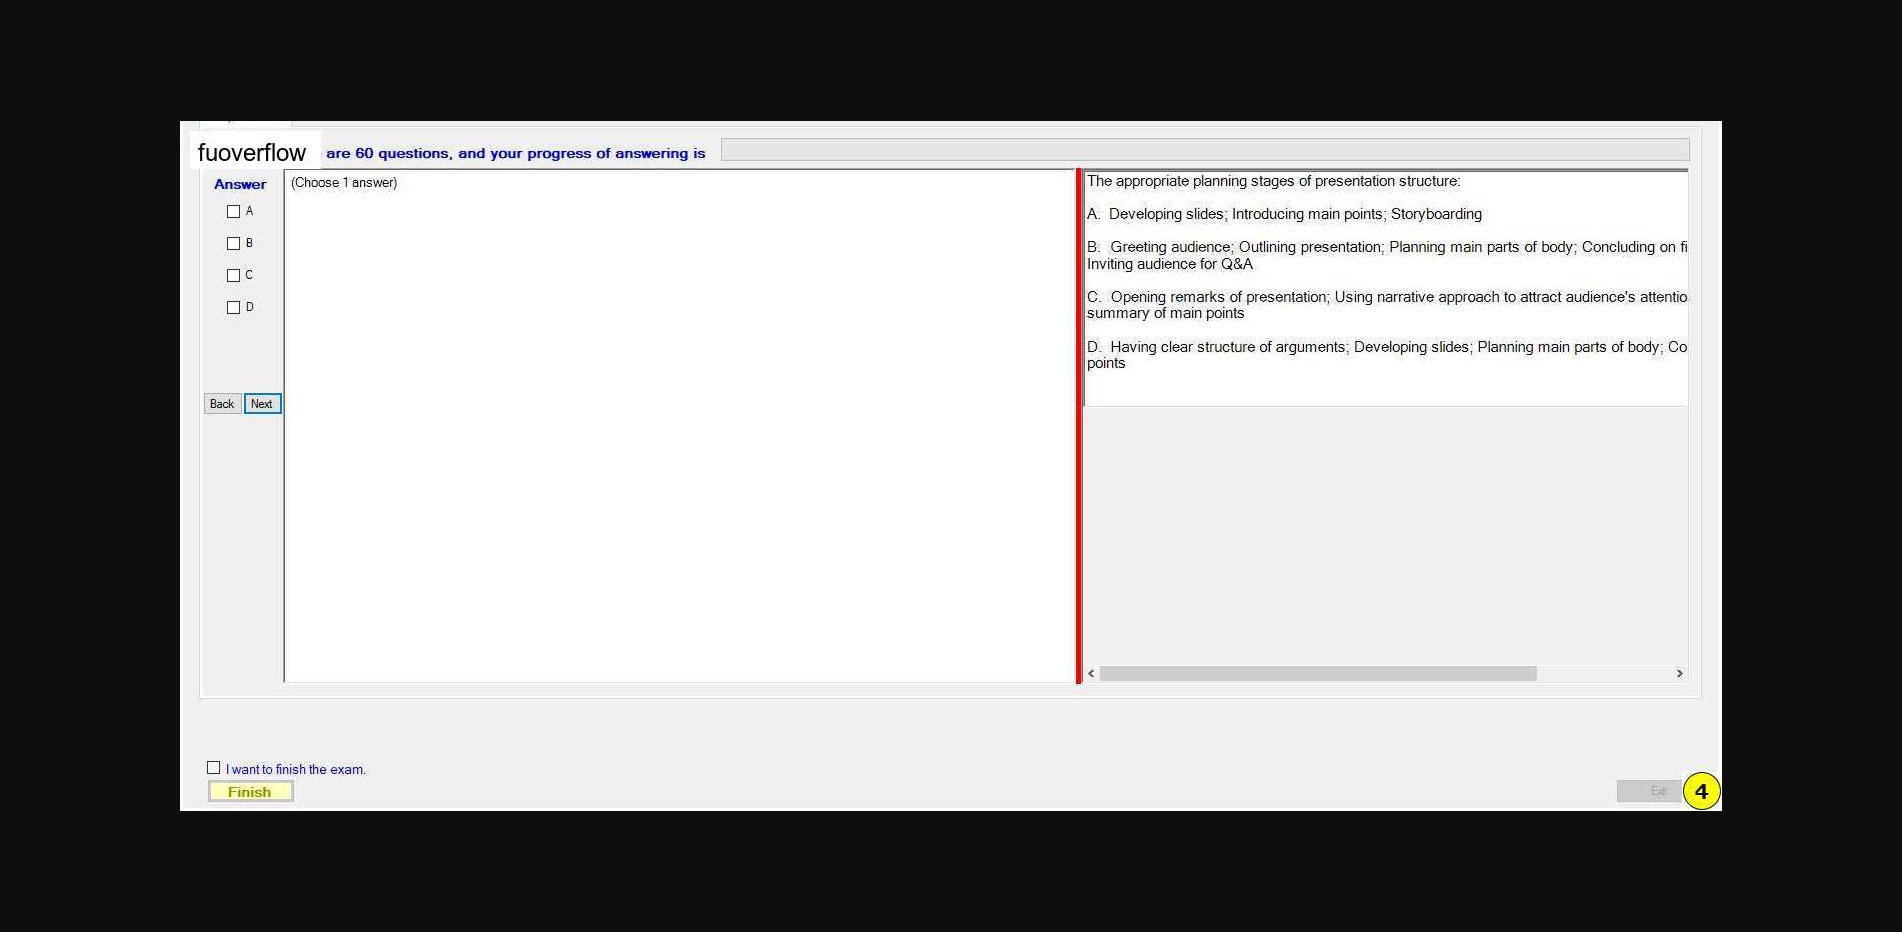 fuoverflow are 60 questions, and your progress of answering is
Answer
A
B
C
D
Back Next
(Choose 1 answer)
The appropriate planning stages of presentation structure:
A. Developing slides; Introducing main points; Storyboarding
B. Greeting audience; Outlining presentation; Planning main parts of body; Concluding on fi
Inviting audience for Q&A
C. Opening remarks of presentation; Using narrative approach to attract audience's attentio
summary of main points
D. Having clear structure of arguments; Developing slides; Planning main parts of body; Co
points
I want to finish the exam.
Finish
Exit
4